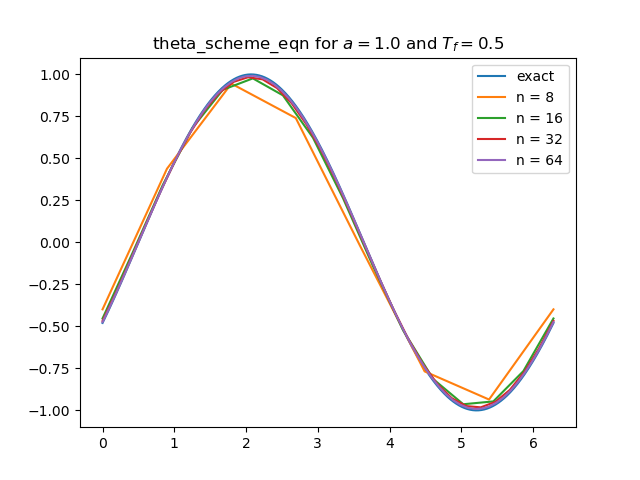 theta_scheme_eqn for a = 1.0 and T_f = 0.5
1.00
0.75
0.50
0.25
0.00
−0.25
−0.50
−0.75
−1.00
exact
n = 8
n = 16
n = 32
n = 64
0 1 2 3 4 5 6